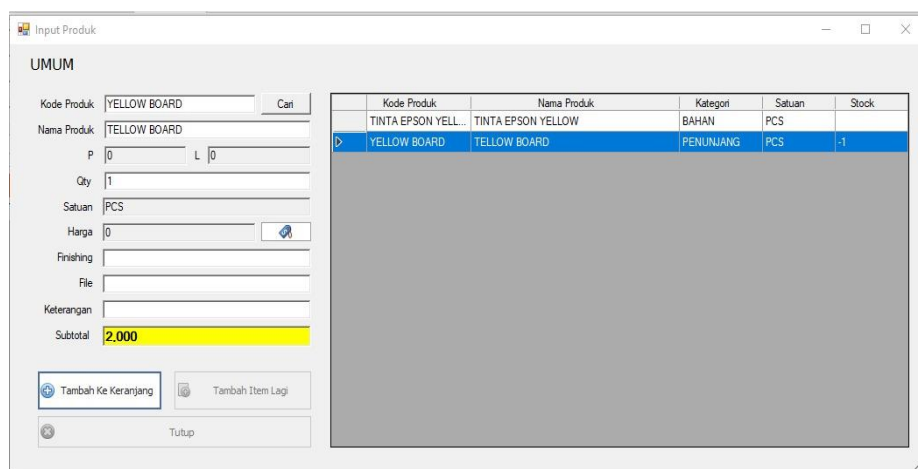 Input Produk
UMUM
Kode Produk YELLOW BOARD Cari
Nama Produk TELLOW BOARD
P 0 L 0
Qty 1
Satuan PCS
Harga 0
Finishing
File
Keterangan
Subtotal 2,000
Tambah Ke Keranjang Tambah Item Lagi
Tutup
Kode Produk Nama Produk Kategori Satuan Stock
TINTA EPSON YELL... TINTA EPSON YELLOW BAHAN PCS
YELLOW BOARD TELLOW BOARD PENUNJANG PCS -1